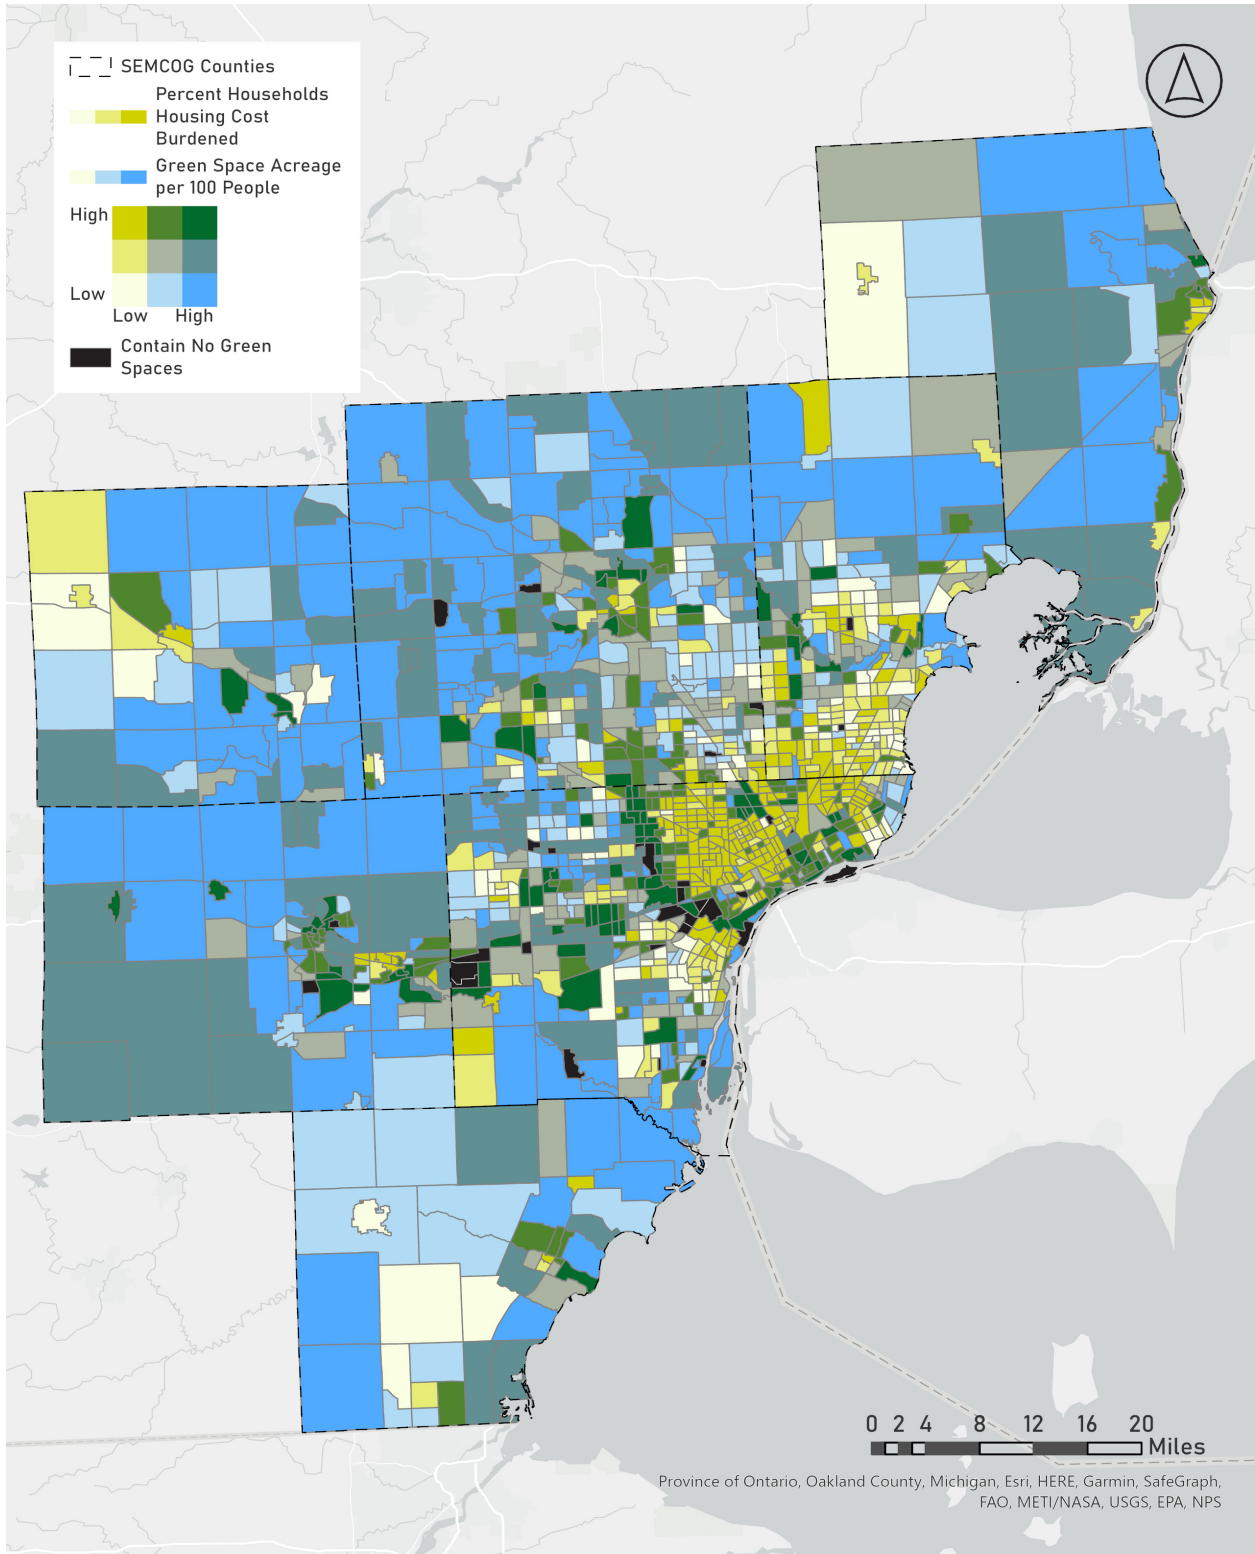 SEMCOG Counties
Percent Households
Housing Cost
Burdened
Green Space Acreage
per 100 People
High
Low
Low High
Contain No Green
Spaces
0 2 4 8 12 16 20
Miles
Province of Ontario, Oakland County, Michigan, Esri, HERE, Garmin, SafeGraph,
FAO, METI/NASA, USGS, EPA, NPS